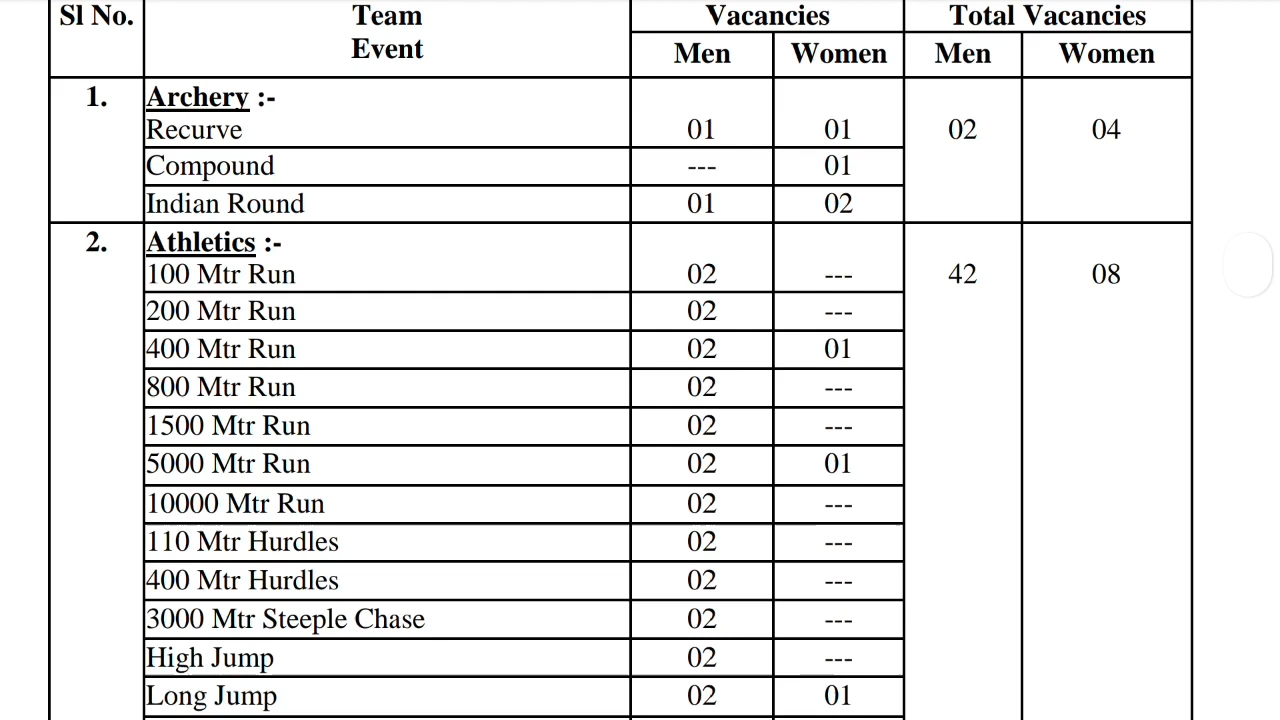 Sl No. Team Event Vacancies Total Vacancies
Men Women Men Women
1. Archery :-
Recurve 01 01 02 04
Compound --- 01
Indian Round 01 02
2. Athletics :-
100 Mtr Run 02 --- 42 08
200 Mtr Run 02 ---
400 Mtr Run 02 01
800 Mtr Run 02 ---
1500 Mtr Run 02 ---
5000 Mtr Run 02 01
10000 Mtr Run 02 ---
110 Mtr Hurdles 02 ---
400 Mtr Hurdles 02 ---
3000 Mtr Steeple Chase 02 ---
High Jump 02 ---
Long Jump 02 01